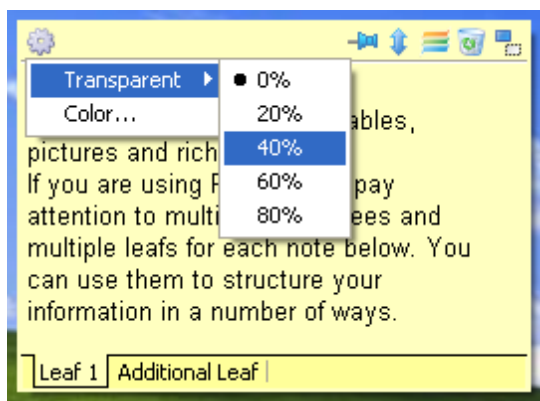 Transparent
Color...
0%
20%
40%
60%
80%
pictures and rich
If you are using pay
attention to ees and
multiple leafs for each note below. You
can use them to structure your
information in a number of ways.
Leaf 1 Additional Leaf